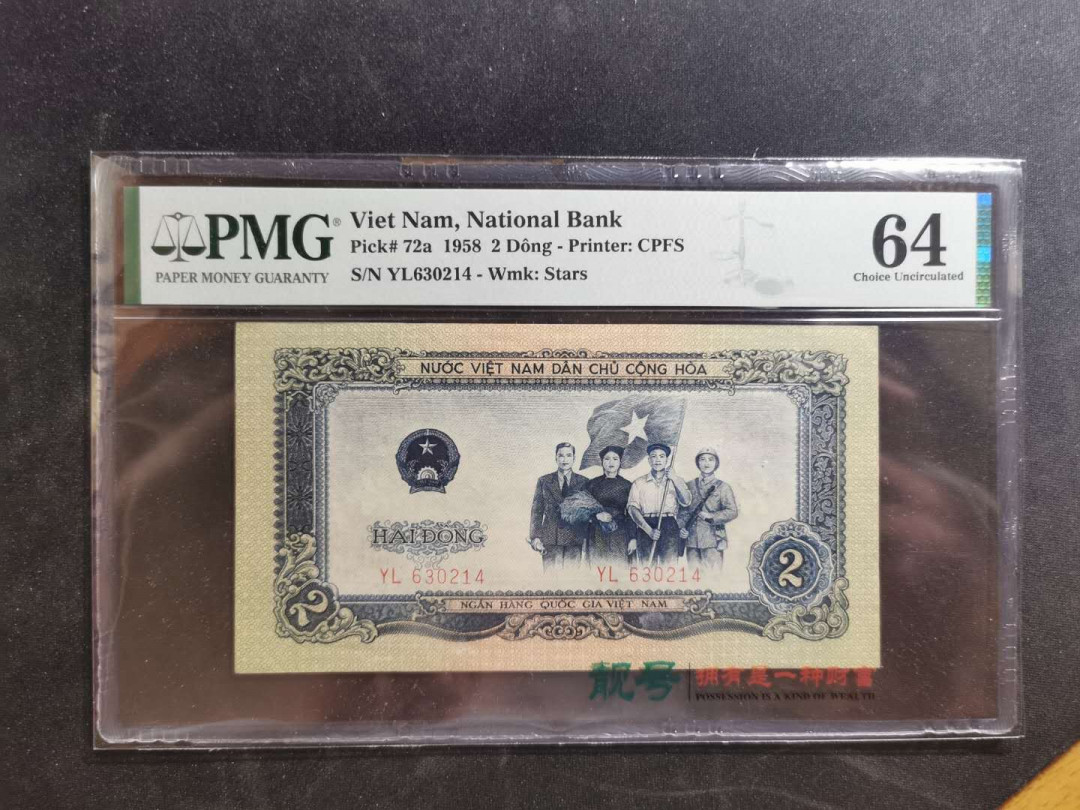 PMG®
PAPER MONEY GUARANTY
Viet Nam, National Bank
Pick# 72a 1958 2 Dông - Printer: CPFS
S/N YL630214 - Wmk: Stars
64
Choice Uncirculated
NƯỚC VIỆT NAM DÂN CHỦ CỘNG HÒA
HAI ĐỒNG
YL 630214
YL 630214
2
2
NGÂN HÀNG QUỐC GIA VIỆT NAM
靓号
拥有是一种财富
POSSESSION IS A KIND OF WEALTH